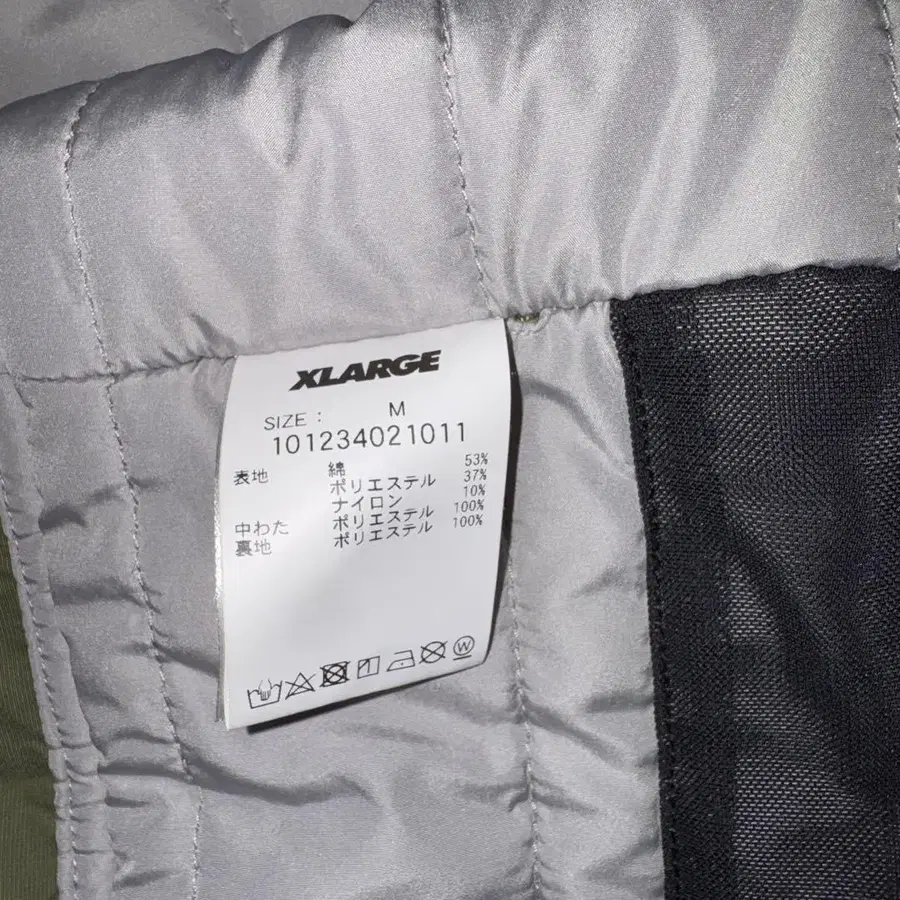 XLARGE
SIZE : M
101234021011
表地 綿 53%
ポリエステル 37%
ナイロン 10%
中わた ポリエステル 100%
裏地 ポリエステル 100%
W